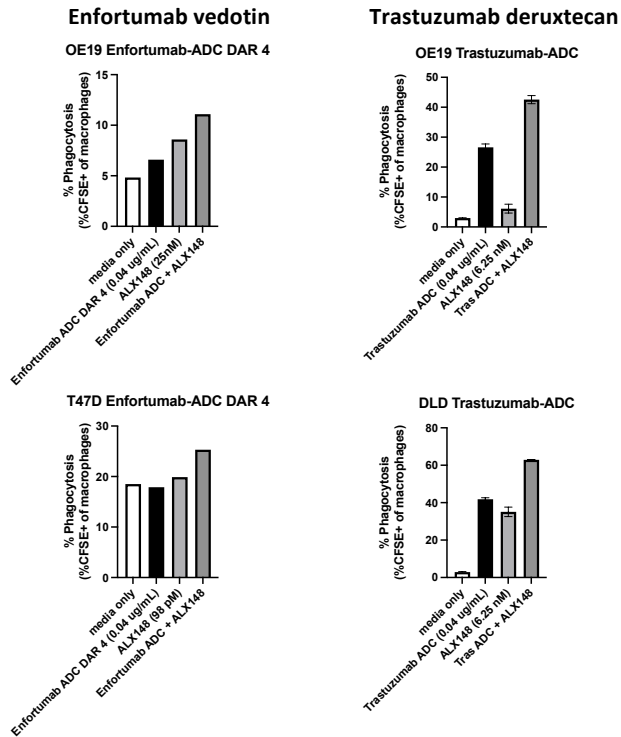 Enfortumab vedotin
OE19 Enfortumab-ADC DAR 4
% Phagocytosis
(%CFSE+ of macrophages)
15
10
5
0
media only
Enfortumab ADC DAR 4 (0.04 ug/mL)
ALX148 (25nM)
Enfortumab ADC + ALX148
Trastuzumab deruxtecan
OE19 Trastuzumab-ADC
% Phagocytosis
(%CFSE+ of macrophages)
50
40
30
20
10
0
media only
Trastuzumab ADC (0.04 ug/mL)
ALX148 (6.25 nM)
Tras ADC + ALX148
T47D Enfortumab-ADC DAR 4
% Phagocytosis
(%CFSE+ of macrophages)
30
20
10
0
media only
Enfortumab ADC DAR 4 (0.04 ug/mL)
ALX148 (98 pM)
Enfortumab ADC + ALX148
DLD Trastuzumab-ADC
% Phagocytosis
(%CFSE+ of macrophages)
80
60
40
20
0
media only
Trastuzumab ADC (0.04 ug/mL)
ALX148 (6.25 nM)
Tras ADC + ALX148